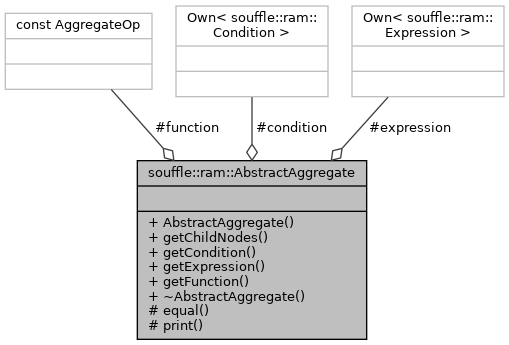 const AggregateOp
Own< souffle::ram::
Condition >
Own< souffle::ram::
Expression >
#function
#condition
#expression
souffle::ram::AbstractAggregate
+ AbstractAggregate()
+ getChildNodes()
+ getCondition()
+ getExpression()
+ getFunction()
+ ~AbstractAggregate()
# equal()
# print()